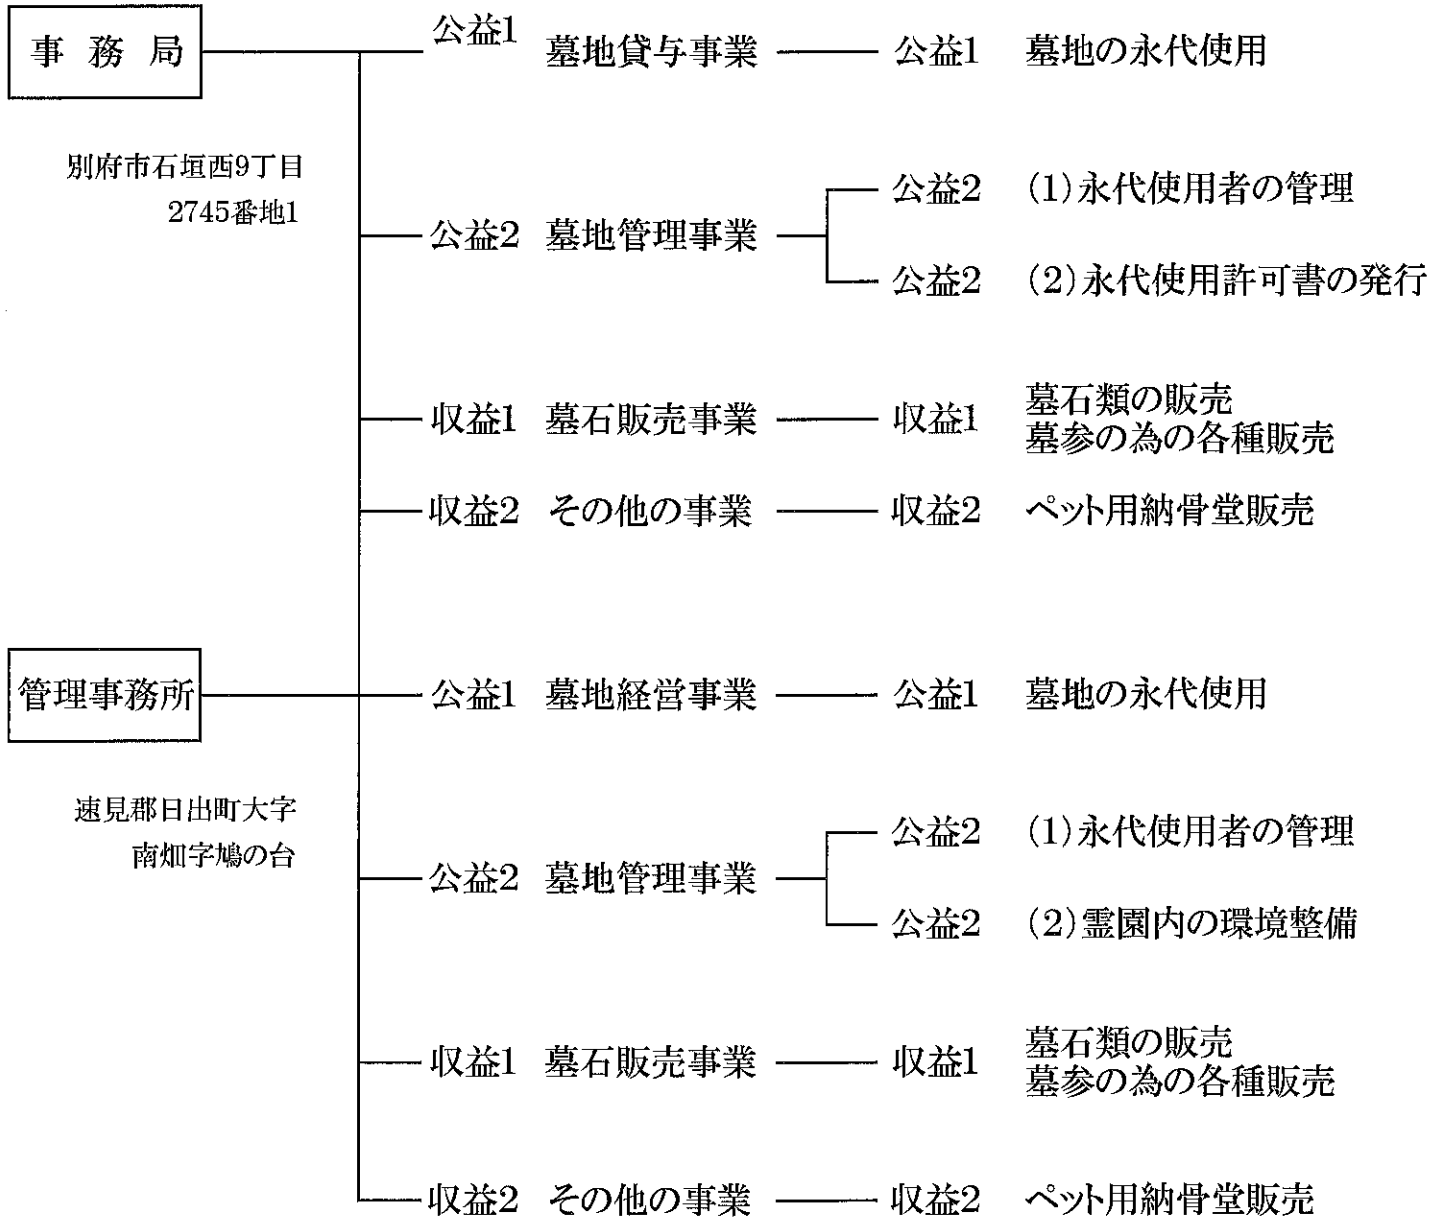 事務局 公益1 墓地貸与事業 公益1 墓地の永代使用
別府市石垣西9丁目
2745番地1
公益2 (1)永代使用者の管理
公益2 墓地管理事業
公益2 (2)永代使用許可書の発行
収益1 墓石販売事業 収益1 墓石類の販売
墓参の為の各種販売
収益2 その他の事業 収益2 ペット用納骨堂販売
管理事務所 公益1 墓地経営事業 公益1 墓地の永代使用
速見郡日出町大字
南畑字鳩の台
公益2 (1)永代使用者の管理
公益2 墓地管理事業
公益2 (2)霊園内の環境整備
収益1 墓石販売事業 収益1 墓石類の販売
墓参の為の各種販売
収益2 その他の事業 収益2 ペット用納骨堂販売